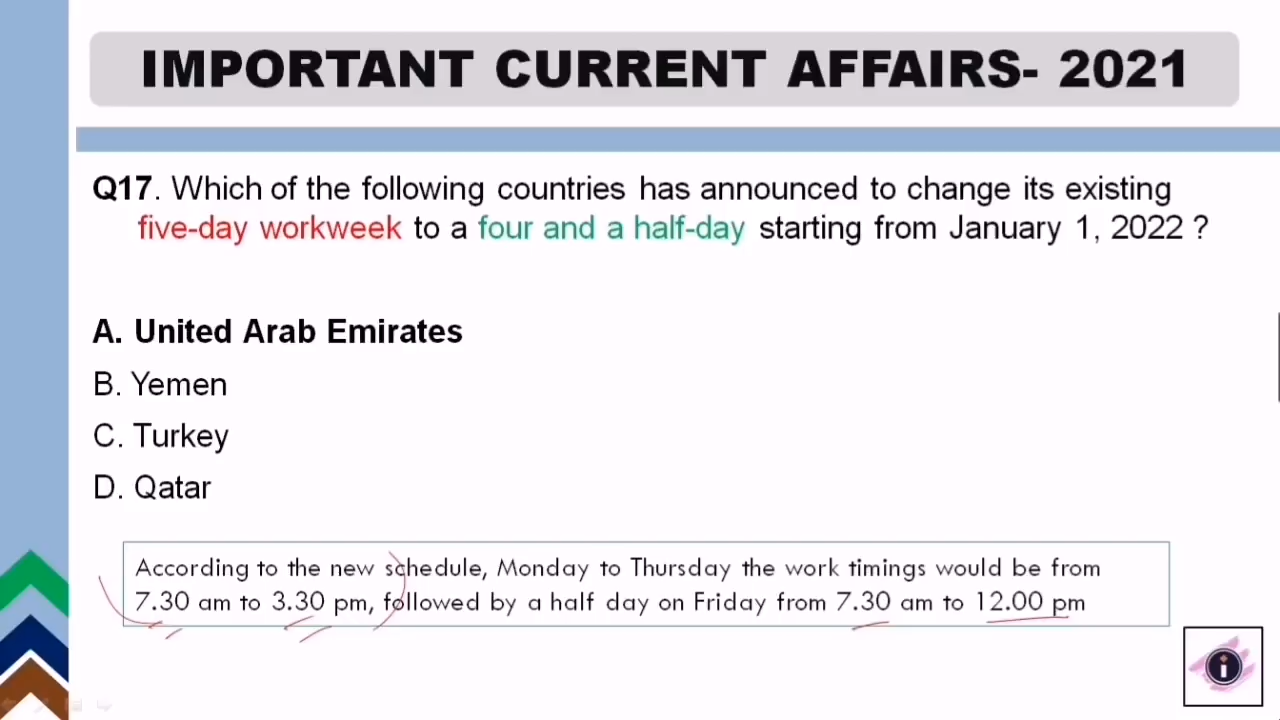 IMPORTANT CURRENT AFFAIRS- 2021
Q17. Which of the following countries has announced to change its existing
five-day workweek to a four and a half-day starting from January 1, 2022 ?
A. United Arab Emirates
B. Yemen
C. Turkey
D. Qatar
According to the new schedule, Monday to Thursday the work timings would be from
7.30 am to 3.30 pm, followed by a half day on Friday from 7.30 am to 12.00 pm
i